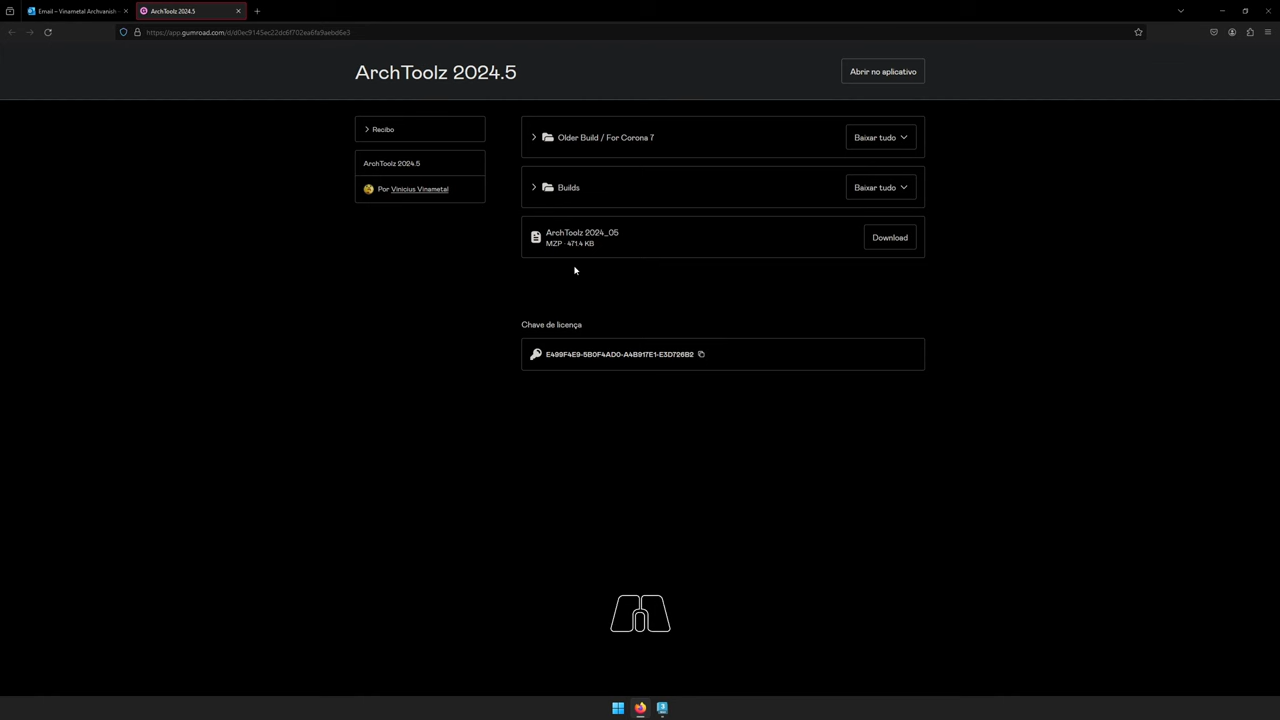 Email – Vinametal Archvanish
ArchToolz 2024.5
https://app.gumroad.com/d/d0ec9145ec22dc6f702ea6fa9aebd6e3
ArchToolz 2024.5
Abrir no aplicativo
Recibo
ArchToolz 2024.5
Por Vinicius Vinametal
Older Build / For Corona 7
Baixar tudo
Builds
Baixar tudo
ArchToolz 2024_05
MZP · 471.4 KB
Download
Chave de licença
E499F4E9-5B0F4AD0-A4B917E1-E3D726B2
3